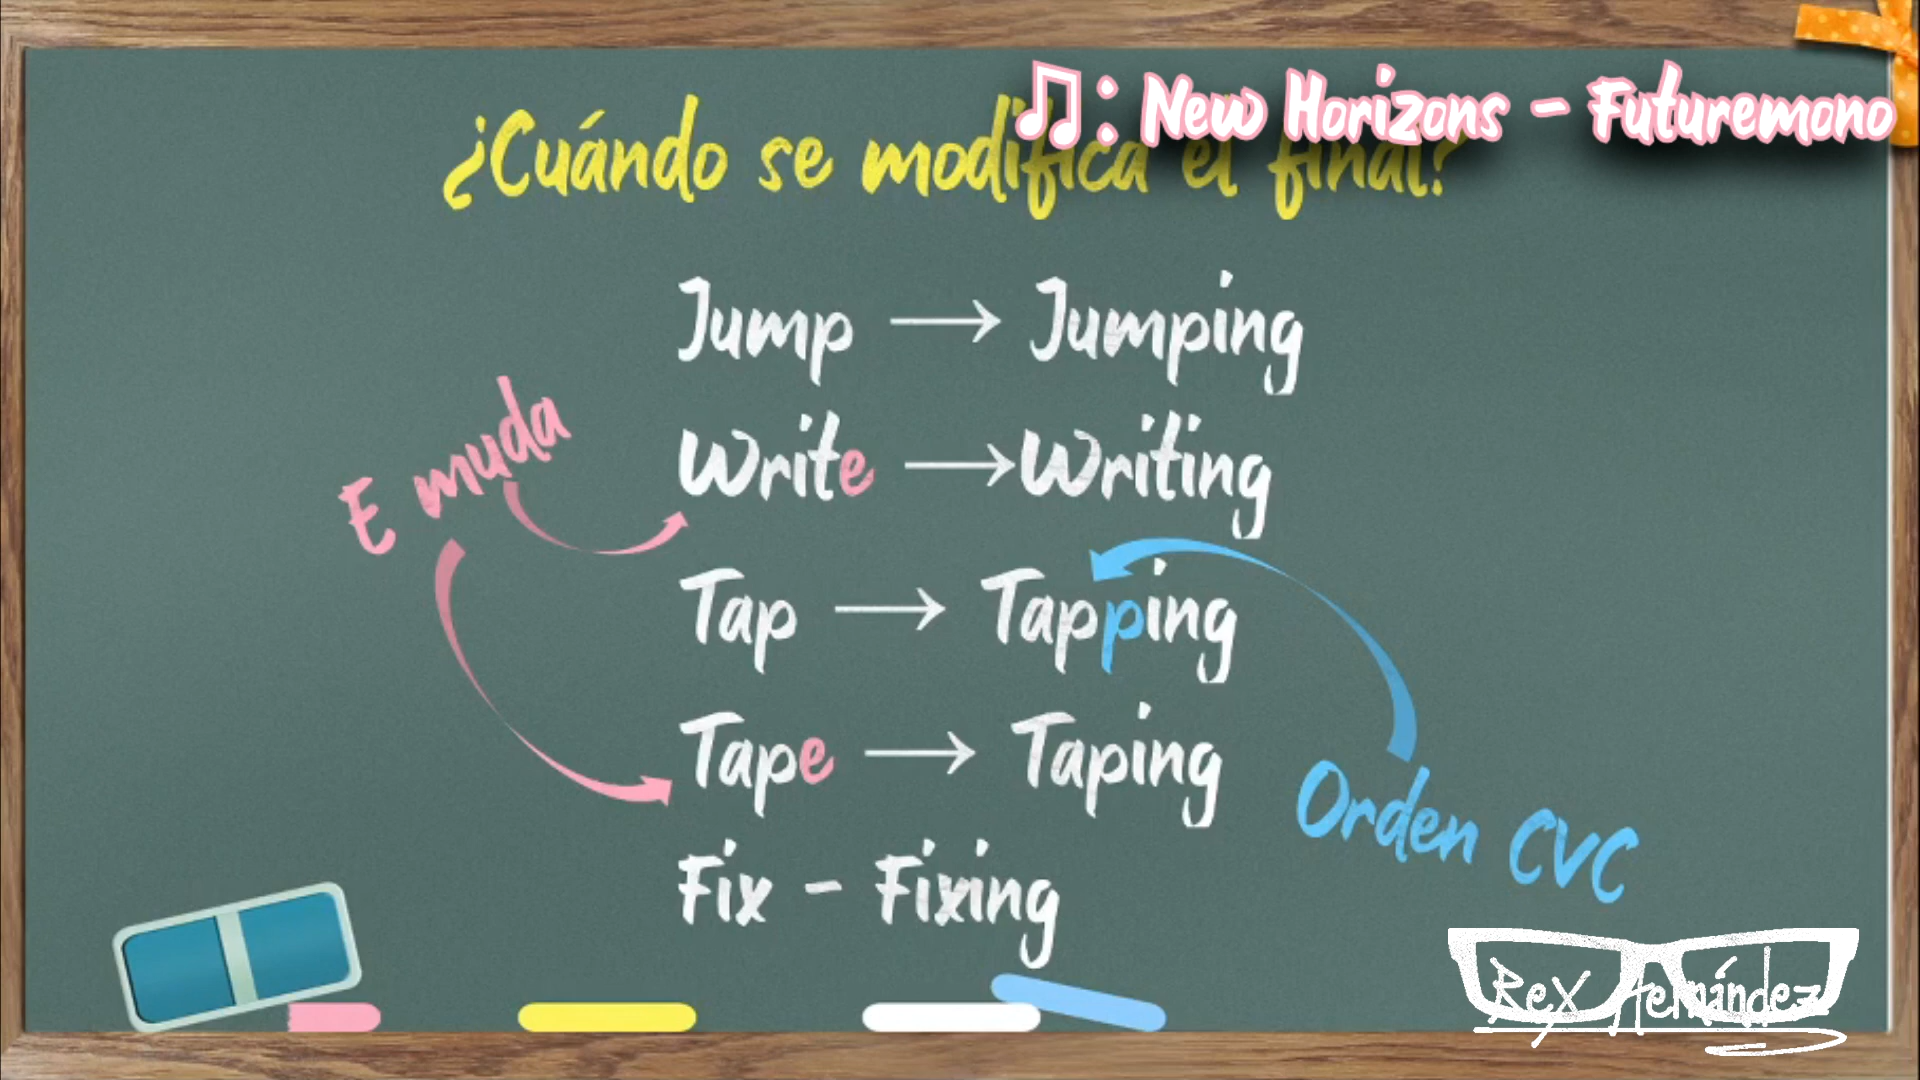 ♫: New Horizons - Futuremono
¿Cuándo se modifica el final?
Jump → Jumping
E muda
Write → Writing
Tap → Tapping
Tape → Taping
Orden CVC
Fix - Fixing
Rex Hernández